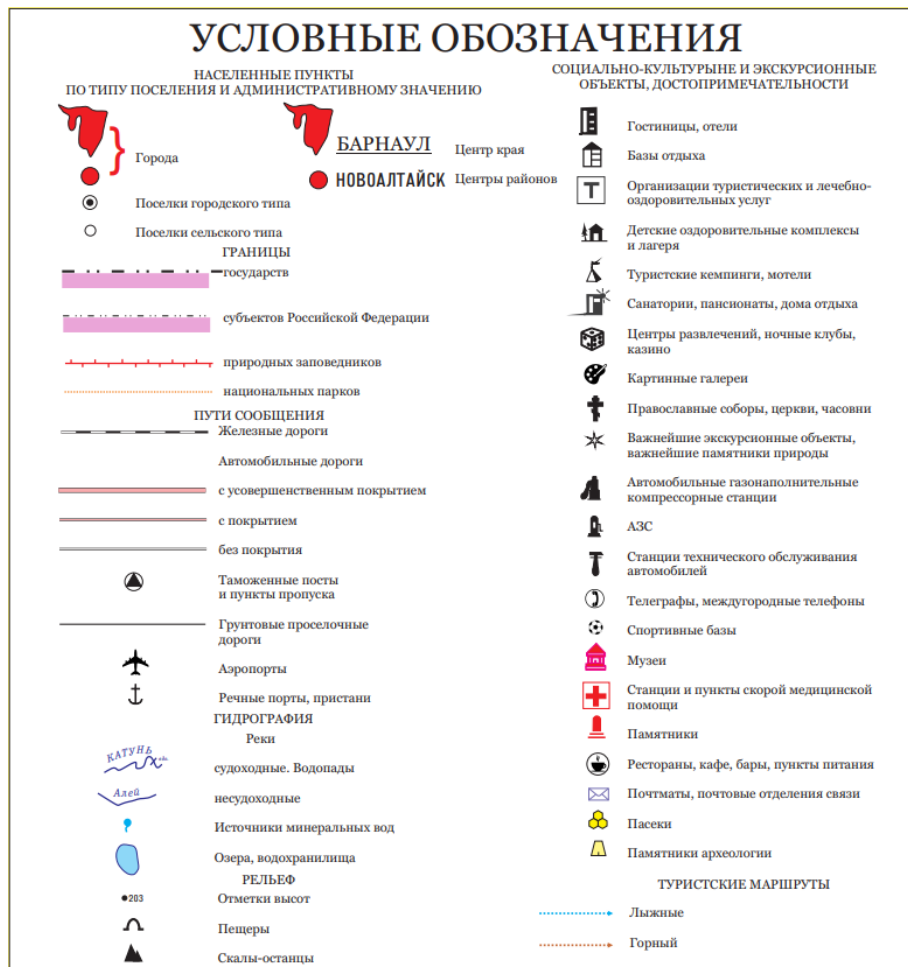 УСЛОВНЫЕ ОБОЗНАЧЕНИЯ
НАСЕЛЕННЫЕ ПУНКТЫ
ПО ТИПУ ПОСЕЛЕНИЯ И АДМИНИСТРАТИВНОМУ ЗНАЧЕНИЮ
Города
БАРНАУЛ Центр края
НОВОАЛТАЙСК Центры районов
Поселки городского типа
Поселки сельского типа
ГРАНИЦЫ
государств
субъектов Российской Федерации
природных заповедников
национальных парков
ПУТИ СООБЩЕНИЯ
Железные дороги
Автомобильные дороги
с усовершенственным покрытием
с покрытием
без покрытия
Таможенные посты
и пункты пропуска
Грунтовые проселочные
дороги
Аэропорты
Речные порты, пристани
ГИДРОГРАФИЯ
Реки
КАТУНЬ
судоходные. Водопады
Алей
несудоходные
Источники минеральных вод
Озера, водохранилища
РЕЛЬЕФ
203
Отметки высот
Пещеры
Скалы-останцы
СОЦИАЛЬНО-КУЛЬТУРЫНЕ И ЭКСКУРСИОННЫЕ
ОБЪЕКТЫ, ДОСТОПРИМЕЧАТЕЛЬНОСТИ
Гостиницы, отели
Базы отдыха
Т
Организации туристических и лечебно-
оздоровительных услуг
Детские оздоровительные комплексы
и лагеря
Туристские кемпинги, мотели
Санатории, пансионаты, дома отдыха
Центры развлечений, ночные клубы,
казино
Картинные галереи
Православные соборы, церкви, часовни
Важнейшие экскурсионные объекты,
важнейшие памятники природы
Автомобильные газонаполнительные
компрессорные станции
АЗС
Станции технического обслуживания
автомобилей
Телеграфы, междугородные телефоны
Спортивные базы
Музеи
Станции и пункты скорой медицинской
помощи
Памятники
Рестораны, кафе, бары, пункты питания
Почтматы, почтовые отделения связи
Пасеки
Памятники археологии
ТУРИСТСКИЕ МАРШРУТЫ
Лыжные
Горный